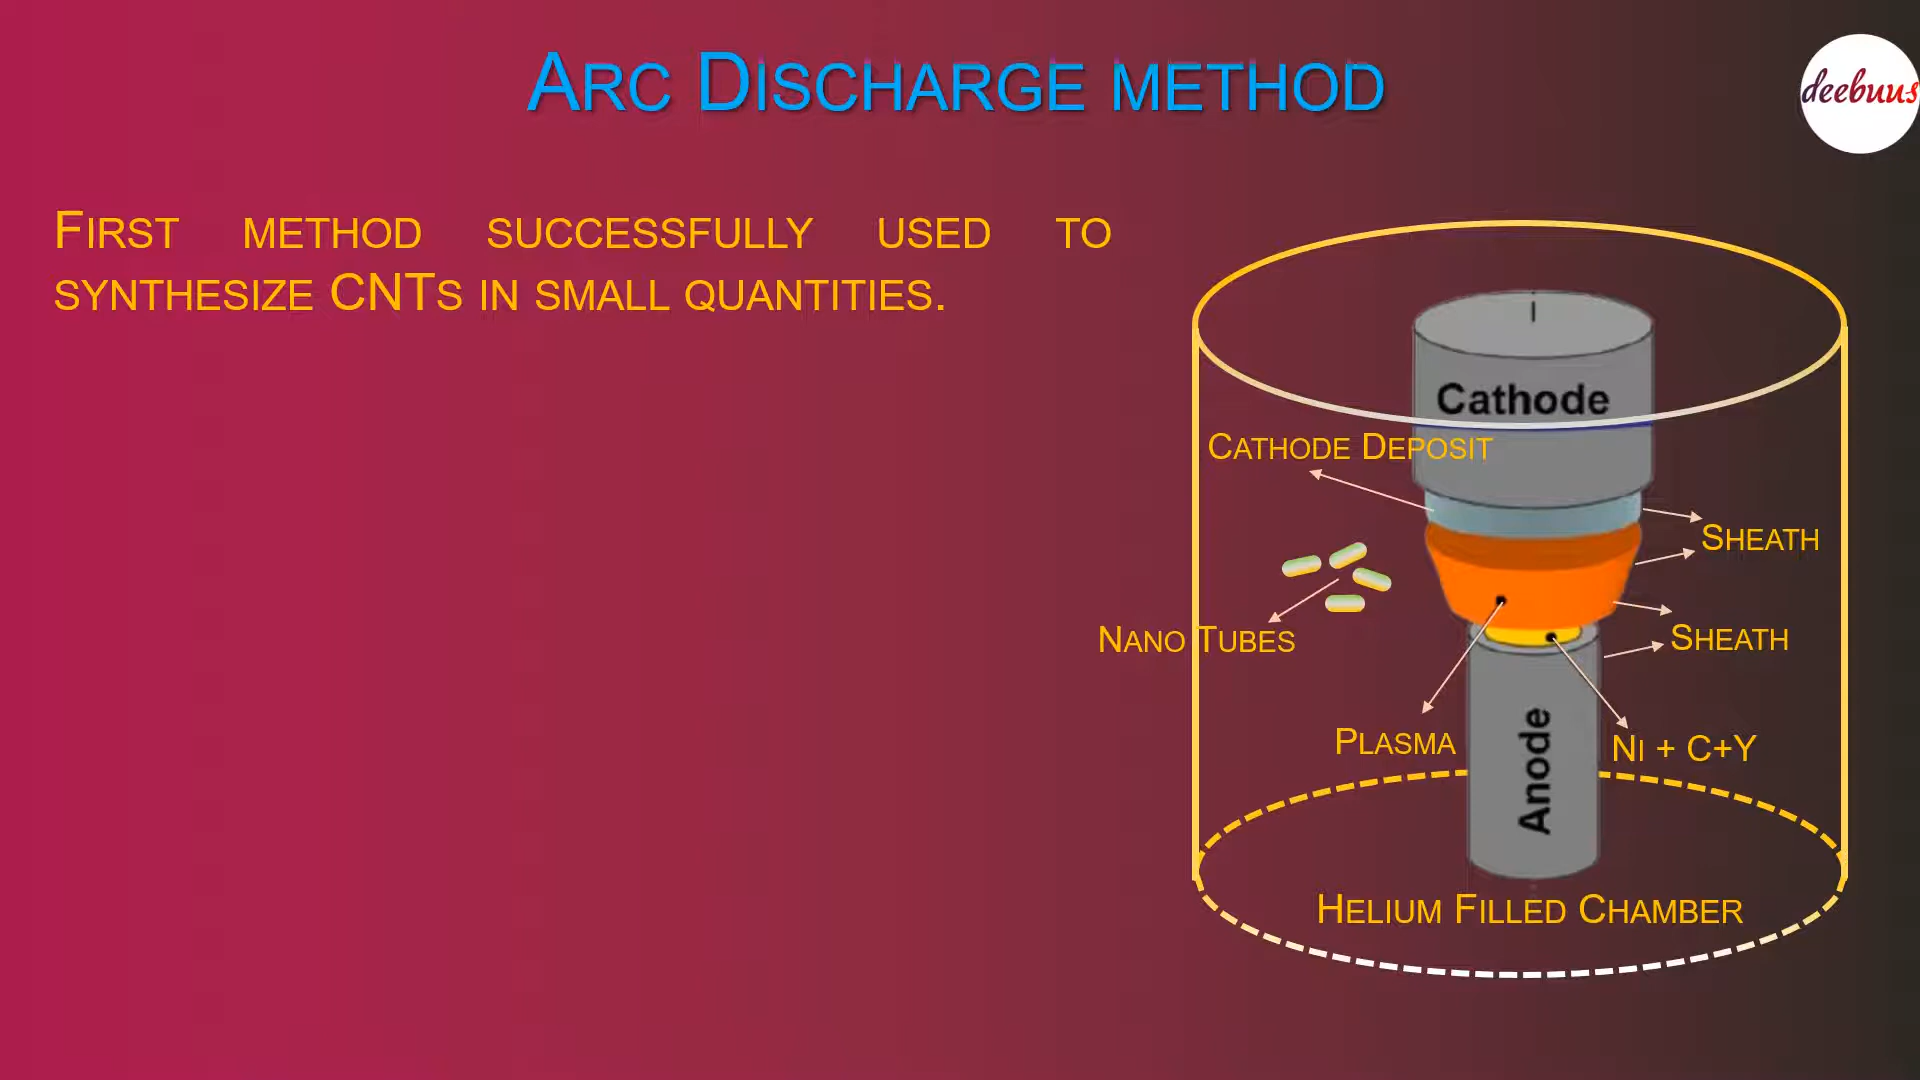 ARC DISCHARGE METHOD
deebuus
FIRST METHOD SUCCESSFULLY USED TO
SYNTHESIZE CNTS IN SMALL QUANTITIES.
Cathode
CATHODE DEPOSIT
SHEATH
NANO TUBES
SHEATH
PLASMA
NI + C+Y
Anode
HELIUM FILLED CHAMBER